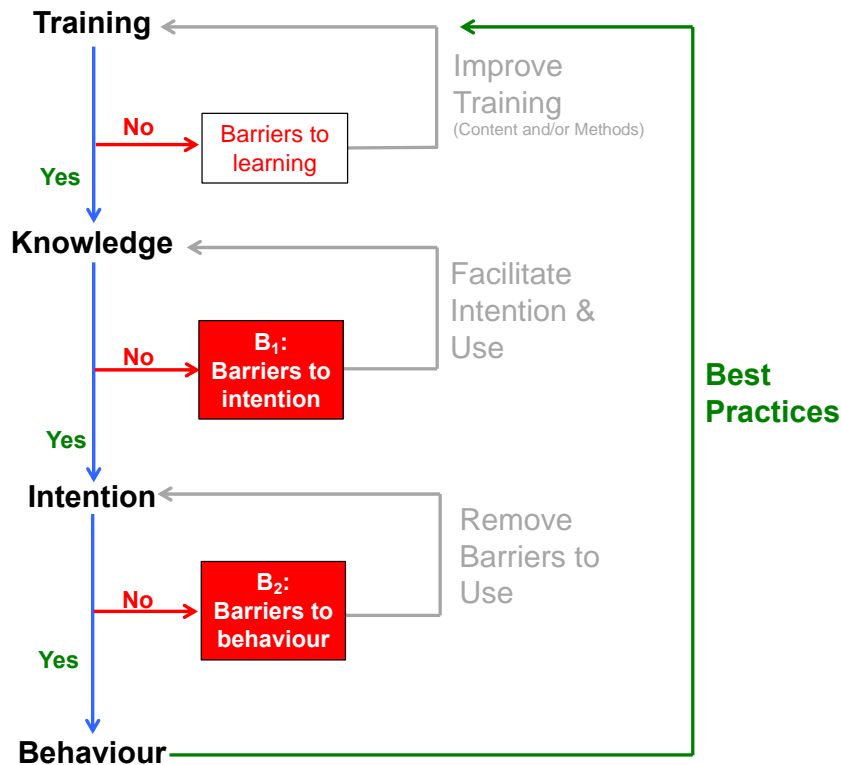 Training
Improve
Training
(Content and/or Methods)
No
Barriers to
learning
Yes
Knowledge
Facilitate
Intention &
Use
No
B₁:
Barriers to
intention
Best
Practices
Yes
Intention
Remove
Barriers to
Use
No
B₂:
Barriers to
behaviour
Yes
Behaviour